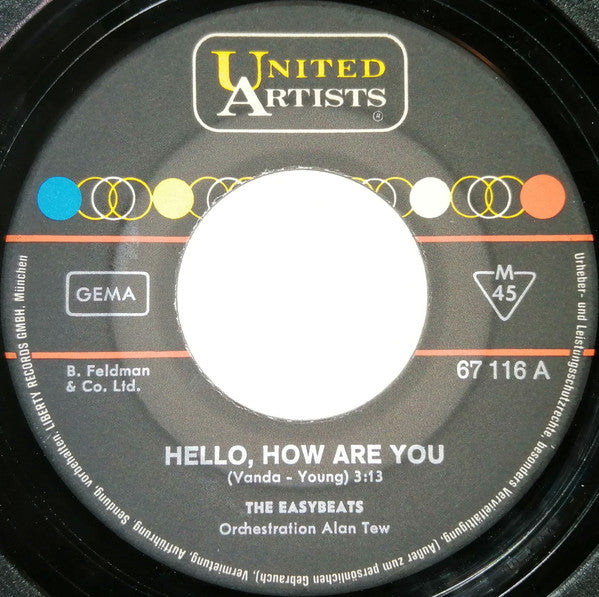 UNITED
ARTISTS
®
GEMA
M
45
B. Feldman
& Co. Ltd.
67 116 A
HELLO, HOW ARE YOU
(Vanda - Young) 3:13
THE EASYBEATS
Orchestration Alan Tew
Urheber- und Leistungsschutzrechte, besonders Vervielfältigung, (Außer zum persönlichen Gebrauch), Vermietung, Aufführung, Sendung, vorbehalten. LIBERTY RECORDS GMBH. München